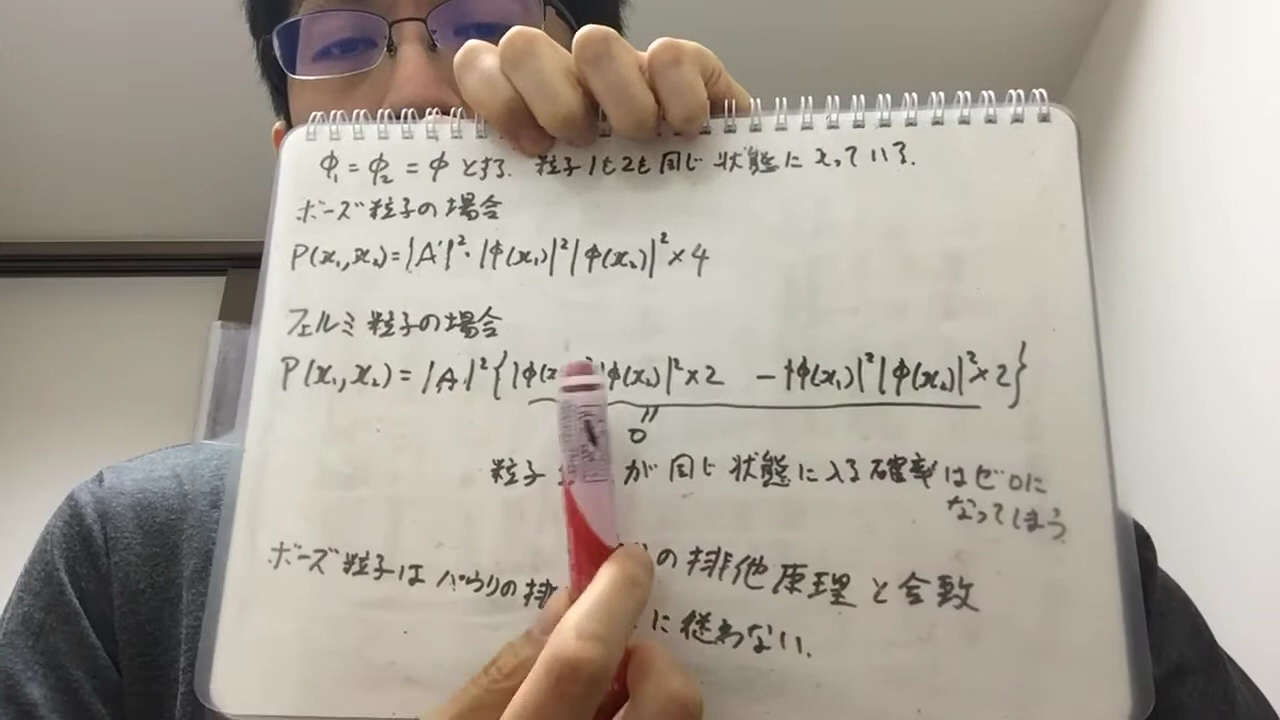 φ₁=φ₂=φとする. 粒子1も2も同じ状態に入っている.
ボーズ粒子の場合
P(x₁,x₂)=|A'|²・|φ(x₁)|²|φ(x₂)|²×4
フェルミ粒子の場合
P(x₁,x₂)=|A'|²{|φ(x φ(x₂)|²×2 -|φ(x₁)|²|φ(x₂)|²×2}
=
0
粒子 が同じ状態に入る確率はゼロに
なってしまう
の排他原理と合致
ボーズ粒子はパウリの排 に従わない.